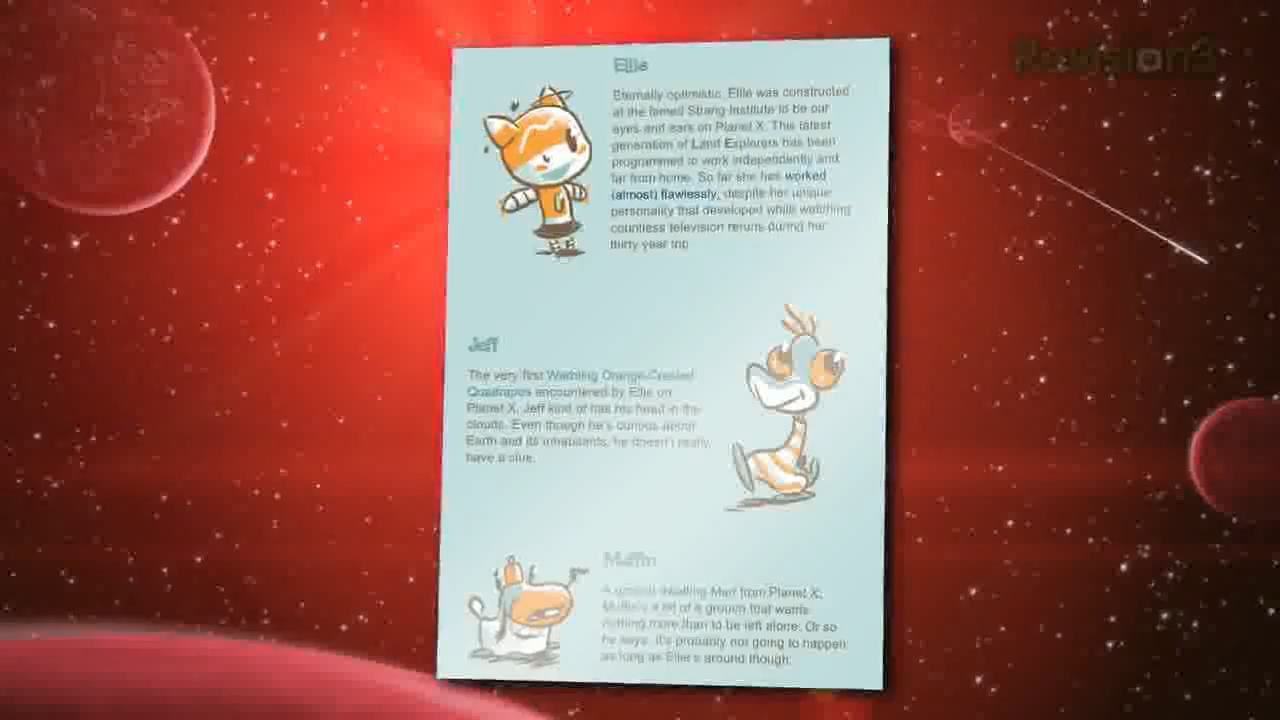 Revision3
Ellie
Eternally optimistic, Ellie was constructed
at the famed Strang Institute to be our
eyes and ears on Planet X. This latest
generation of Land Explorers has been
programmed to work independently and
far from home. So far she has worked
(almost) flawlessly, despite her unique
personality that developed while watching
countless television reruns during her
thirty year trip
Jeff
The very first Warbling Orange-Crested
Quadrapus encountered by Ellie on
Planet X, Jeff kind of has his head in the
clouds. Even though he's curious about
Earth and its inhabitants, he doesn't really
have a clue.
Muffin
A ground dwelling Marf from Planet X,
Muffin's a bit of a grouch that wants
nothing more than to be left alone. Or so
he says. It's probably not going to happen
as long as Ellie's around though.